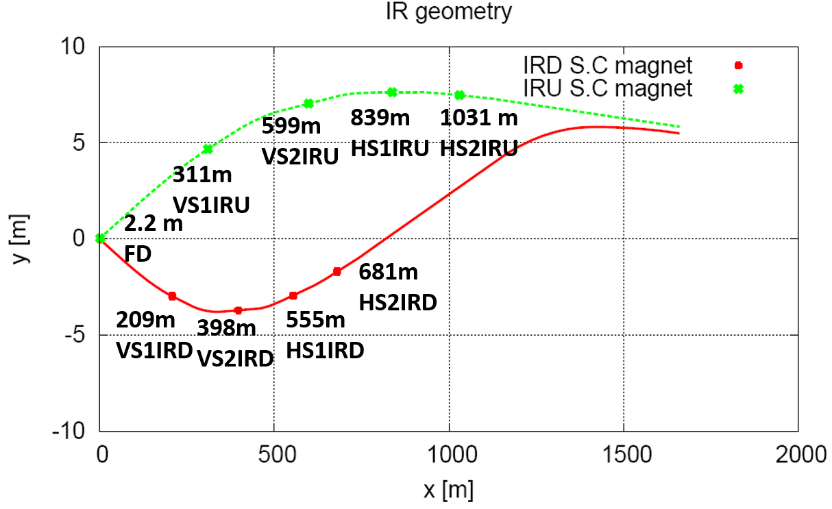 IR geometry
10
5
0
-5
-10
y [m]
IRD S.C magnet
IRU S.C magnet
599m
VS2IRU
839m
HS1IRU
1031 m
HS2IRU
311m
VS1IRU
2.2 m
FD
681m
HS2IRD
209m
VS1IRD
398m
VS2IRD
555m
HS1IRD
0
500
1000
1500
2000
x [m]